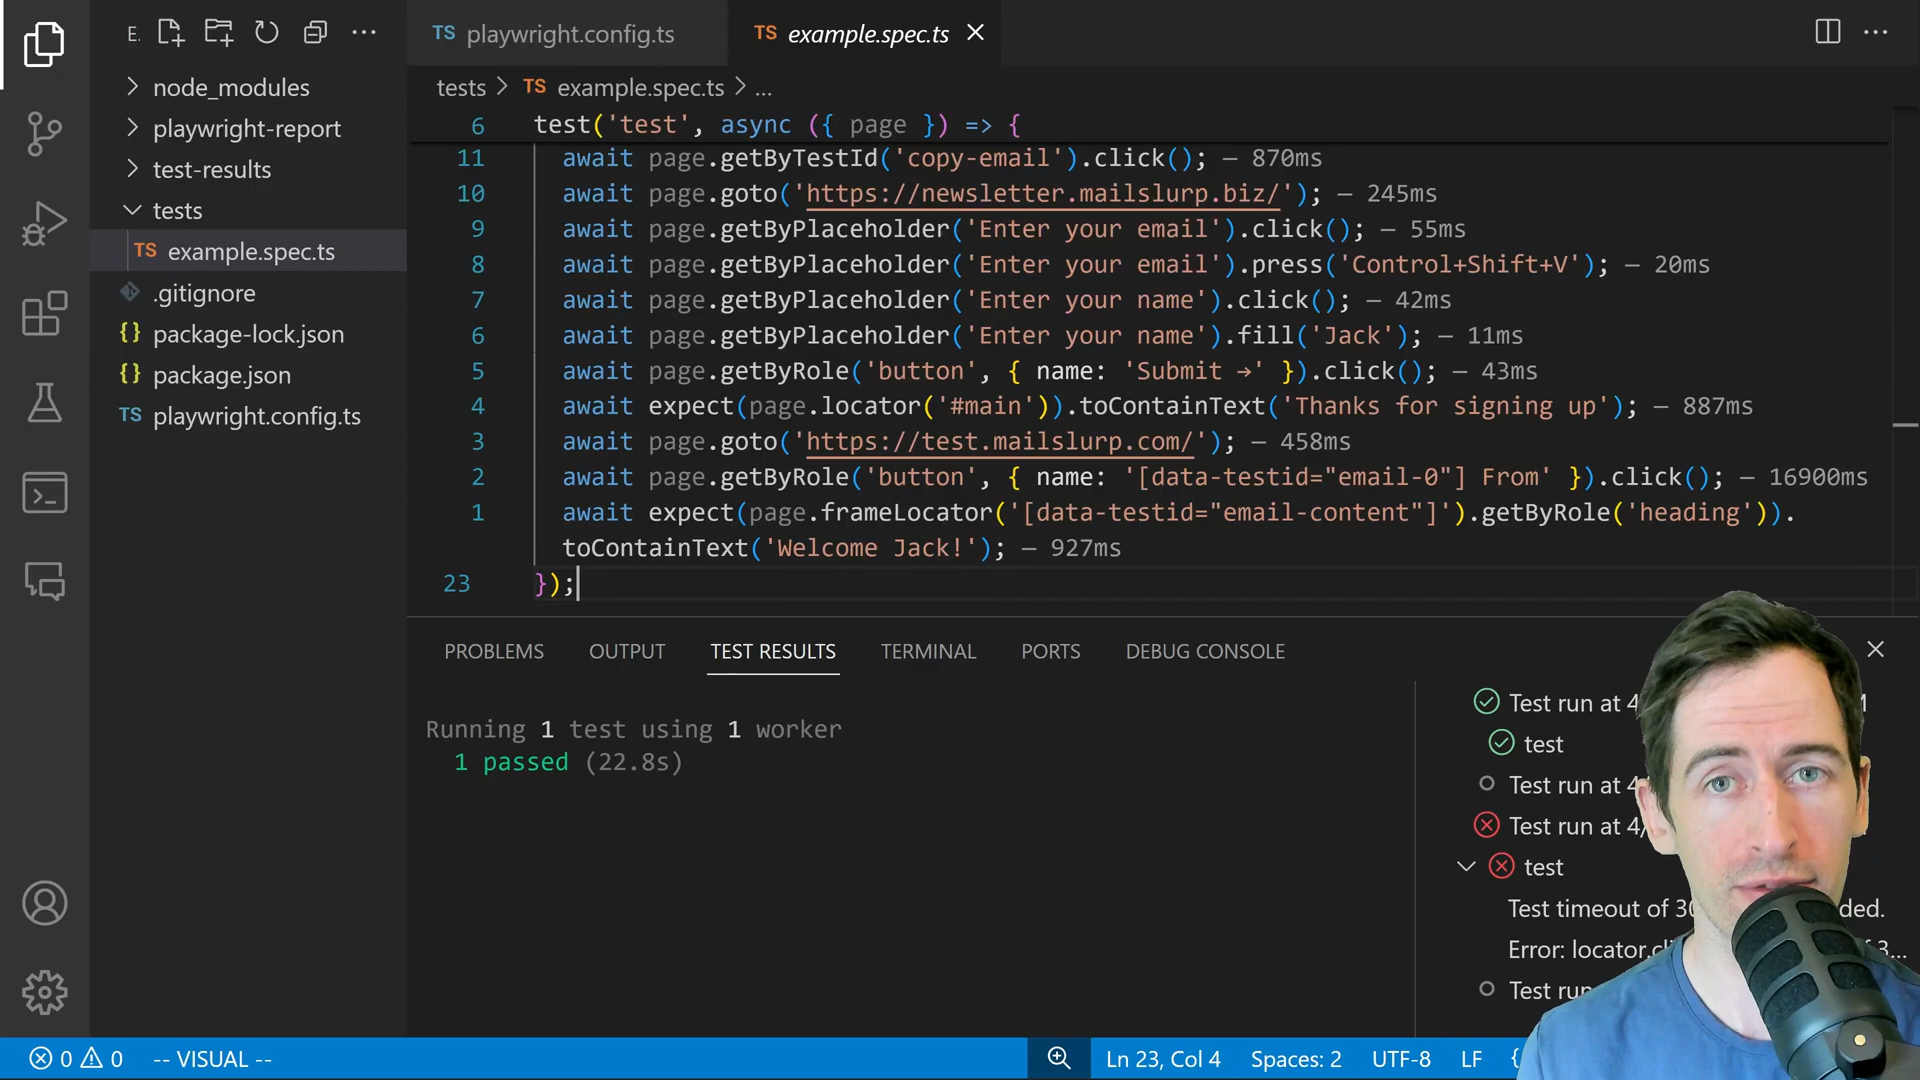 E.
node_modules
playwright-report
test-results
tests
TS example.spec.ts
.gitignore
{} package-lock.json
{} package.json
TS playwright.config.ts
TS playwright.config.ts
TS example.spec.ts
tests > TS example.spec.ts > ...
6 test('test', async ({ page }) => {
11 await page.getByTestId('copy-email').click(); — 870ms
10 await page.goto('https://newsletter.mailslurp.biz/'); — 245ms
9 await page.getByPlaceholder('Enter your email').click(); — 55ms
8 await page.getByPlaceholder('Enter your email').press('Control+Shift+V'); — 20ms
7 await page.getByPlaceholder('Enter your name').click(); — 42ms
6 await page.getByPlaceholder('Enter your name').fill('Jack'); — 11ms
5 await page.getByRole('button', { name: 'Submit →' }).click(); — 43ms
4 await expect(page.locator('#main')).toContainText('Thanks for signing up'); — 887ms
3 await page.goto('https://test.mailslurp.com/'); — 458ms
2 await page.getByRole('button', { name: '[data-testid="email-0"] From' }).click(); — 16900ms
1 await expect(page.frameLocator('[data-testid="email-content"]').getByRole('heading')).
toContainText('Welcome Jack!'); — 927ms
23 });
PROBLEMS OUTPUT TEST RESULTS TERMINAL PORTS DEBUG CONSOLE
Running 1 test using 1 worker
1 passed (22.8s)
Test run at 4
test
Test run at 4
Test run at 4/
test
Test timeout of 30
Error: locator.cl
Test run
0 0 -- VISUAL --
Ln 23, Col 4 Spaces: 2 UTF-8 LF {